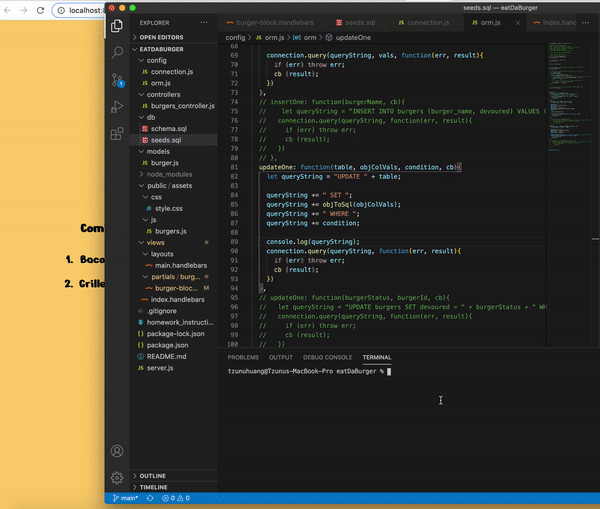 seeds.sql — eatDaBurger
localhost:
EXPLORER
burger-block.handlebars
seeds.sql
connection.js
JS orm.js
index.hanc
config > JS orm.js > orm > updateOne
OPEN EDITORS
EATDABURGER
config
JS connection.js
JS orm.js
controllers
JS burgers_controller.js
db
schema.sql
seeds.sql
models
JS burger.js
node_modules
public / assets
css
# style.css
js
JS burgers.js
views
layouts
main.handlebars
partials / burg...
burger-bloc... M
index.handlebars
.gitignore
homework_instructi...
package-lock.json
package.json
README.md
server.js
OUTLINE
TIMELINE
68
69 connection.query(queryString, vals, function(err, result){
70 if (err) throw err;
71 cb (result);
72 })
73 },
74 // insertOne: function(burgerName, cb){
75 // let queryString = "INSERT INTO burgers (burger_name, devoured) VALUES (
76 // connection.query(queryString, function(err, result){
77 // if (err) throw err;
78 // cb (result);
79 // })
80 // },
81 updateOne: function(table, objColVals, condition, cb){
82 let queryString = "UPDATE " + table;
83
84 queryString += " SET ";
85 queryString += objToSql(objColVals);
86 queryString += " WHERE ";
87 queryString += condition;
88
89 console.log(queryString);
90 connection.query(queryString, function(err, result){
91 if (err) throw err;
92 cb (result);
93 })
94 },
95 // updateOne: function(burgerStatus, burgerId, cb){
96 // let queryString = "UPDATE burgers SET devoured = " + burgerStatus + " WH
97 // connection.query(queryString, function(err, result){
98 // if (err) throw err;
99 // cb (result);
100 // })
PROBLEMS OUTPUT DEBUG CONSOLE TERMINAL
tzunuhuang@Tzunus-MacBook-Pro eatDaBurger %
Com
1. Baco
2. Grille
1
main* 0 0